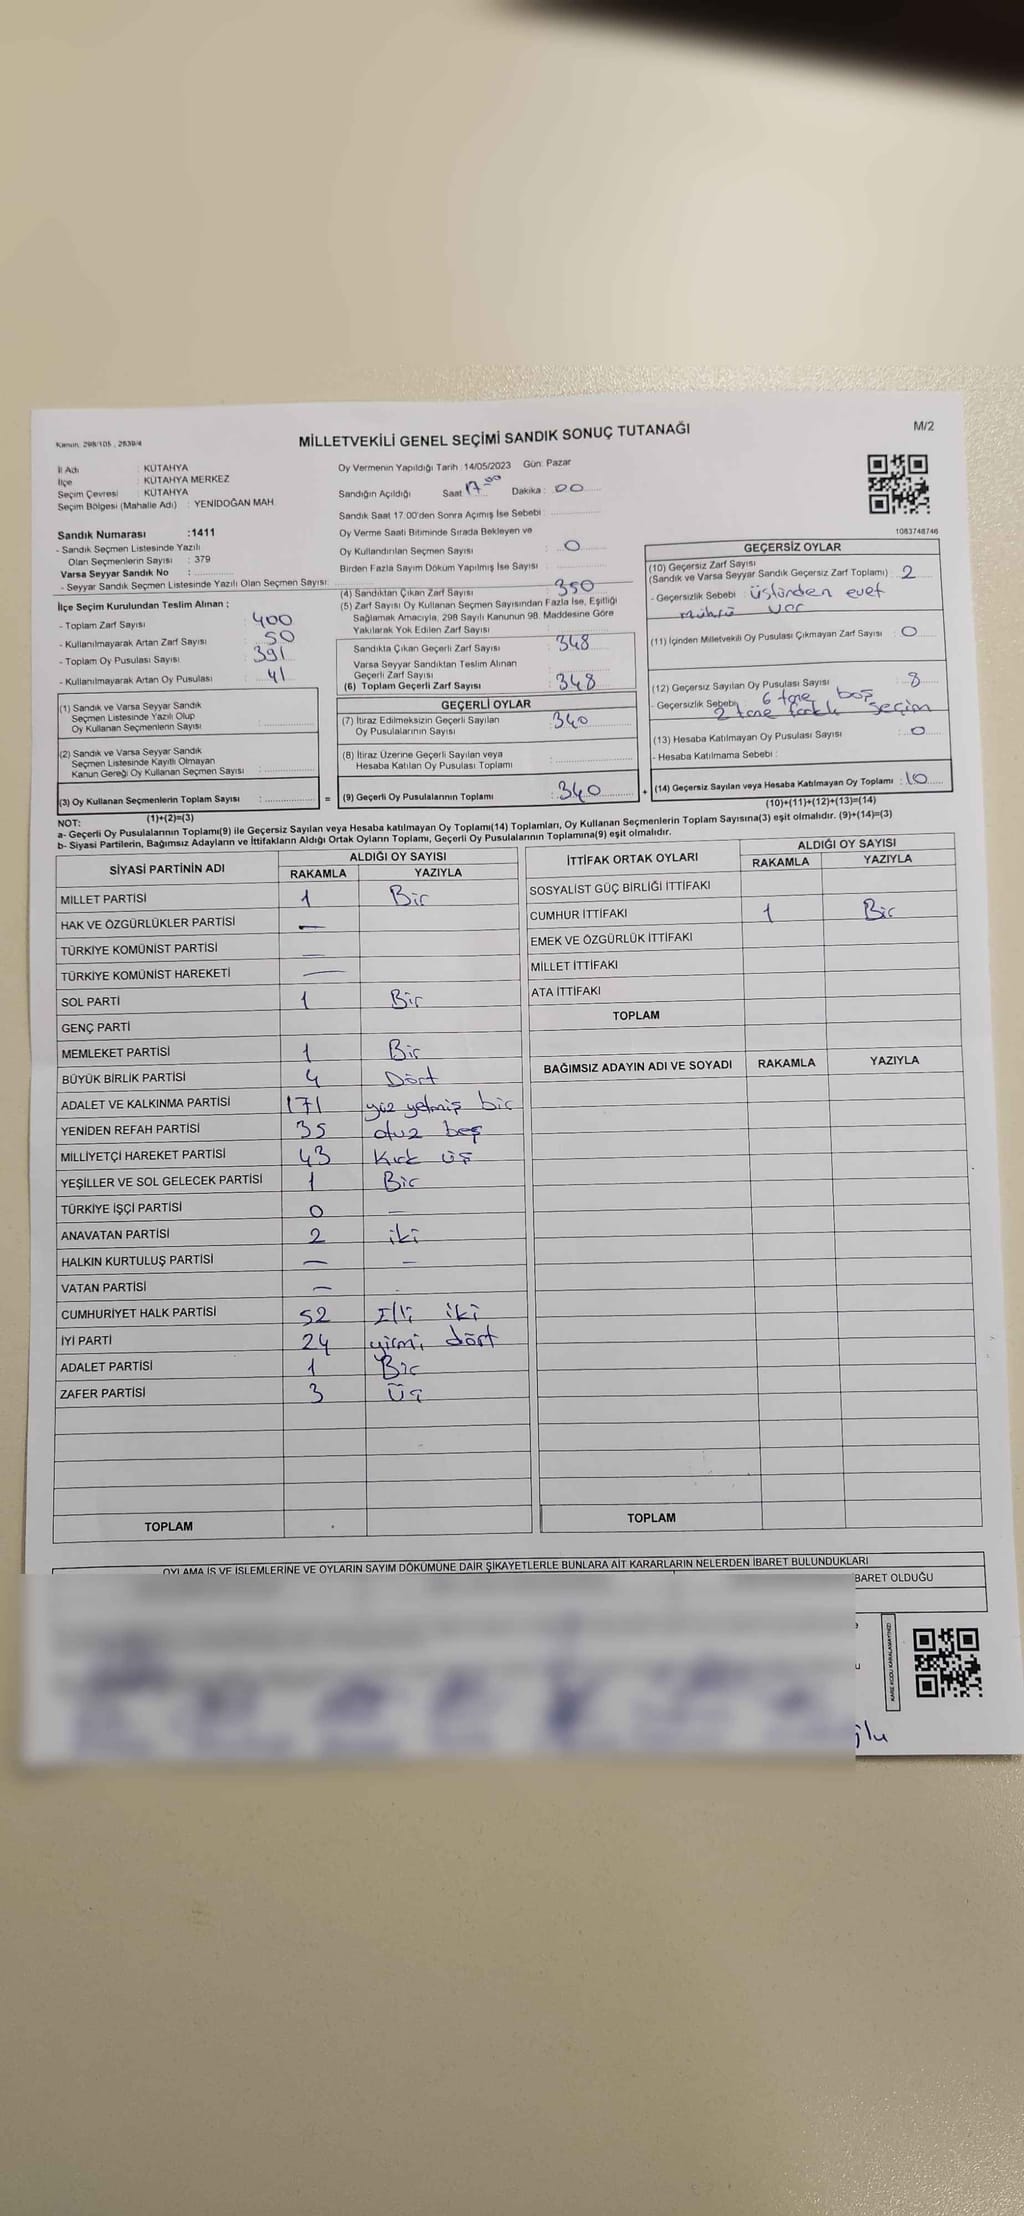 Kanun, 298/105 , 2839/4
MİLLETVEKİLİ GENEL SEÇİMİ SANDIK SONUÇ TUTANAĞI
M/2
İl Adı : KÜTAHYA
İlçe : KÜTAHYA MERKEZ
Seçim Çevresi : KÜTAHYA
Seçim Bölgesi (Mahalle Adı) : YENİDOĞAN MAH.
Oy Vermenin Yapıldığı Tarih : 14/05/2023 Gün: Pazar
Sandığın Açıldığı Saat 17.00 Dakika : 00
Sandık Saat 17:00'den Sonra Açmış İse Sebebi :
Sandık Numarası :1411
- Sandık Seçmen Listesinde Yazılı
Olan Seçmenlerin Sayısı : 379
Varsa Seyyar Sandık No :
- Seyyar Sandık Seçmen Listesinde Yazılı Olan Seçmen Sayısı:
İlçe Seçim Kurulundan Teslim Alınan :
- Toplam Zarf Sayısı : 400
- Kullanılmayarak Artan Zarf Sayısı : 50
- Toplam Oy Pusulası Sayısı : 391
- Kullanılmayarak Artan Oy Pusulası : 41
(1) Sandık ve Varsa Seyyar Sandık
Seçmen Listesinde Yazılı Olup
Oy Kullanan Seçmenlerin Sayısı :
(2) Sandık ve Varsa Seyyar Sandık
Seçmen Listesinde Kayıtlı Olmayan
Kanun Gereği Oy Kullanan Seçmen Sayısı :
(3) Oy Kullanan Seçmenlerin Toplam Sayısı :
(1)+(2)=(3)
Oy Verme Saati Bitiminde Sırada Bekleyen ve
Oy Kullandırılan Seçmen Sayısı : 0
Birden Fazla Sayım Döküm Yapılmış İse Sayısı :
(4) Sandıktan Çıkan Zarf Sayısı : 350
(5) Zarf Sayısı Oy Kullanan Seçmen Sayısından Fazla İse, Eşitliği
Sağlamak Amacıyla, 298 Sayılı Kanunun 98. Maddesine Göre
Yakılarak Yok Edilen Zarf Sayısı :
Sandıkta Çıkan Geçerli Zarf Sayısı : 348
Varsa Seyyar Sandıktan Teslim Alınan
Geçerli Zarf Sayısı :
(6) Toplam Geçerli Zarf Sayısı : 348
GEÇERLİ OYLAR
(7) İtiraz Edilmeksizin Geçerli Sayılan
Oy Pusulalarının Sayısı : 340
(8) İtiraz Üzerine Geçerli Sayılan veya
Hesaba Katılan Oy Pusulası Toplamı :
= (9) Geçerli Oy Pusulalarının Toplamı : 340 +
1083748746
GEÇERSİZ OYLAR
(10) Geçersiz Zarf Sayısı
(Sandık ve Varsa Seyyar Sandık Geçersiz Zarf Toplamı) : 2
- Geçersizlik Sebebi : üstünden evet
mührü var
(11) İçinden Milletvekili Oy Pusulası Çıkmayan Zarf Sayısı : 0
(12) Geçersiz Sayılan Oy Pusulası Sayısı : 8
- Geçersizlik Sebebi : 6 tane boş
2 tane farklı seçim
(13) Hesaba Katılmayan Oy Pusulası Sayısı : 0
- Hesaba Katılmama Sebebi :
(14) Geçersiz Sayılan veya Hesaba Katılmayan Oy Toplamı : 10
(10)+(11)+(12)+(13)=(14)
NOT:
a- Geçerli Oy Pusulalarının Toplamı(9) ile Geçersiz Sayılan veya Hesaba katılmayan Oy Toplamı(14) Toplamları, Oy Kullanan Seçmenlerin Toplam Sayısına(3) eşit olmalıdır. (9)+(14)=(3)
b- Siyasi Partilerin, Bağımsız Adayların ve İttifakların Aldığı Ortak Oyların Toplamı, Geçerli Oy Pusulalarının Toplamına(9) eşit olmalıdır.
SİYASİ PARTİNİN ADI ALDIĞI OY SAYISI
RAKAMLA YAZIYLA
MİLLET PARTİSİ 1 Bir
HAK VE ÖZGÜRLÜKLER PARTİSİ —
TÜRKİYE KOMÜNİST PARTİSİ —
TÜRKİYE KOMÜNİST HAREKETİ —
SOL PARTİ 1 Bir
GENÇ PARTİ
MEMLEKET PARTİSİ 1 Bir
BÜYÜK BİRLİK PARTİSİ 4 Dört
ADALET VE KALKINMA PARTİSİ 171 yüz yetmiş bir
YENİDEN REFAH PARTİSİ 35 otuz beş
MİLLİYETÇİ HAREKET PARTİSİ 43 Kırk üş
YEŞİLLER VE SOL GELECEK PARTİSİ 1 Bir
TÜRKİYE İŞÇİ PARTİSİ 0 —
ANAVATAN PARTİSİ 2 iki
HALKIN KURTULUŞ PARTİSİ — —
VATAN PARTİSİ —
CUMHURİYET HALK PARTİSİ 52 Elli iki
İYİ PARTİ 24 yirmi dört
ADALET PARTİSİ 1 Bir
ZAFER PARTİSİ 3 Üç
TOPLAM
İTTİFAK ORTAK OYLARI ALDIĞI OY SAYISI
RAKAMLA YAZIYLA
SOSYALİST GÜÇ BİRLİĞİ İTTİFAKI
CUMHUR İTTİFAKI 1 Bir
EMEK VE ÖZGÜRLÜK İTTİFAKI
MİLLET İTTİFAKI
ATA İTTİFAKI
TOPLAM
BAĞIMSIZ ADAYIN ADI VE SOYADI RAKAMLA YAZIYLA
TOPLAM
OYLAMA İŞ VE İŞLEMLERİNE VE OYLARIN SAYIM DÖKÜMÜNE DAİR ŞİKAYETLERLE BUNLARA AİT KARARLARIN NELERDEN İBARET BULUNDUKLARI
BARET OLDUĞU
KARE KODU KARALAMAYINIZ!